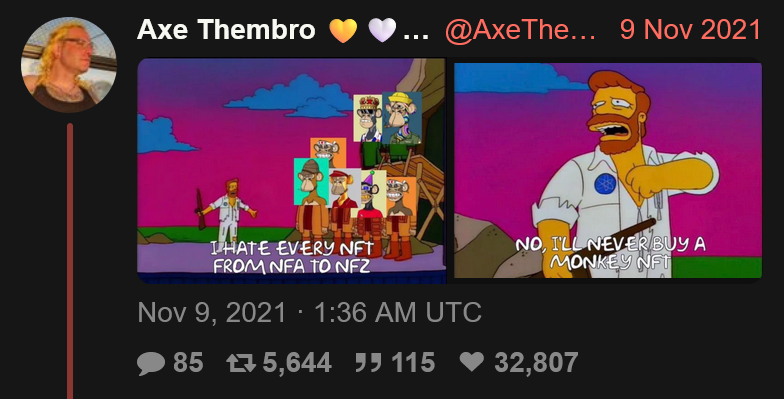 Axe Thembro 💛 🤍... @AxeThe... 9 Nov 2021
I HATE EVERY NFT
FROM NFA TO NFZ
NO, I'LL NEVER BUY A
MONKEY NFT
Nov 9, 2021 · 1:36 AM UTC
85 5,644 115 32,807